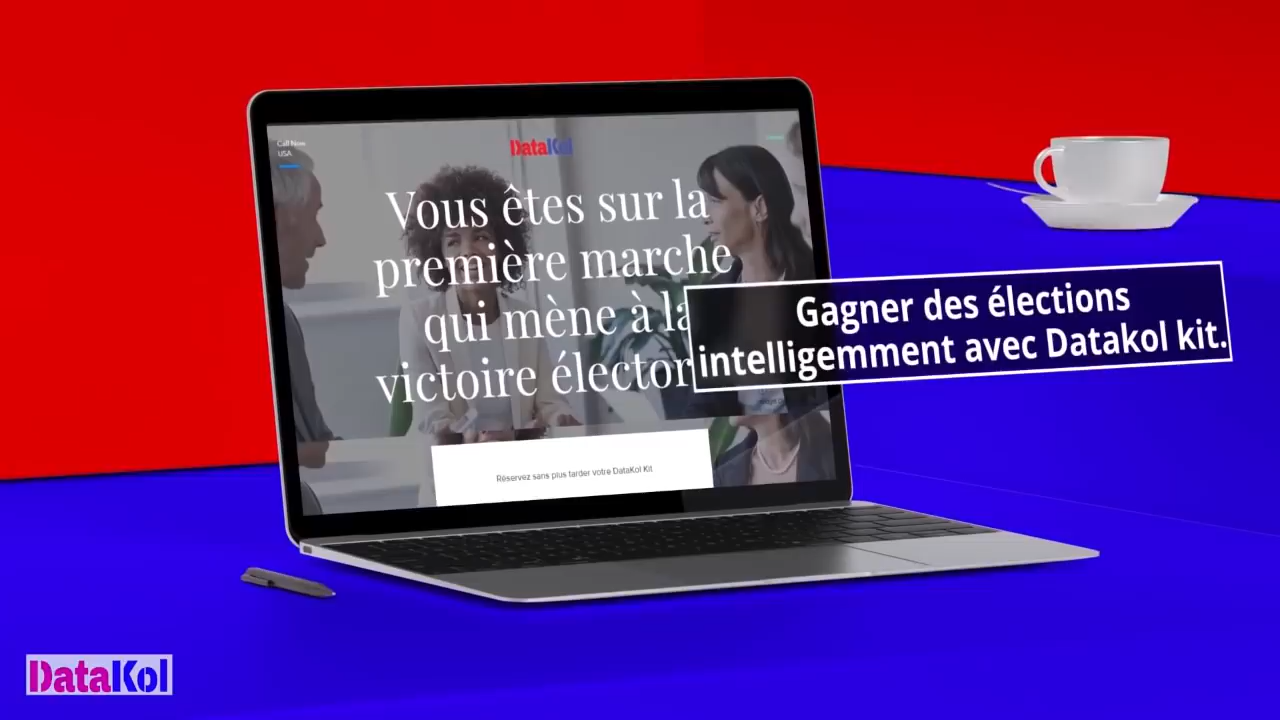 Call Now
USA
DataKol
Vous êtes sur la
première marche
qui mène à la
victoire élector
Gagner des élections
intelligemment avec Datakol kit.
Réservez sans plus tarder votre DataKol Kit
DataKol